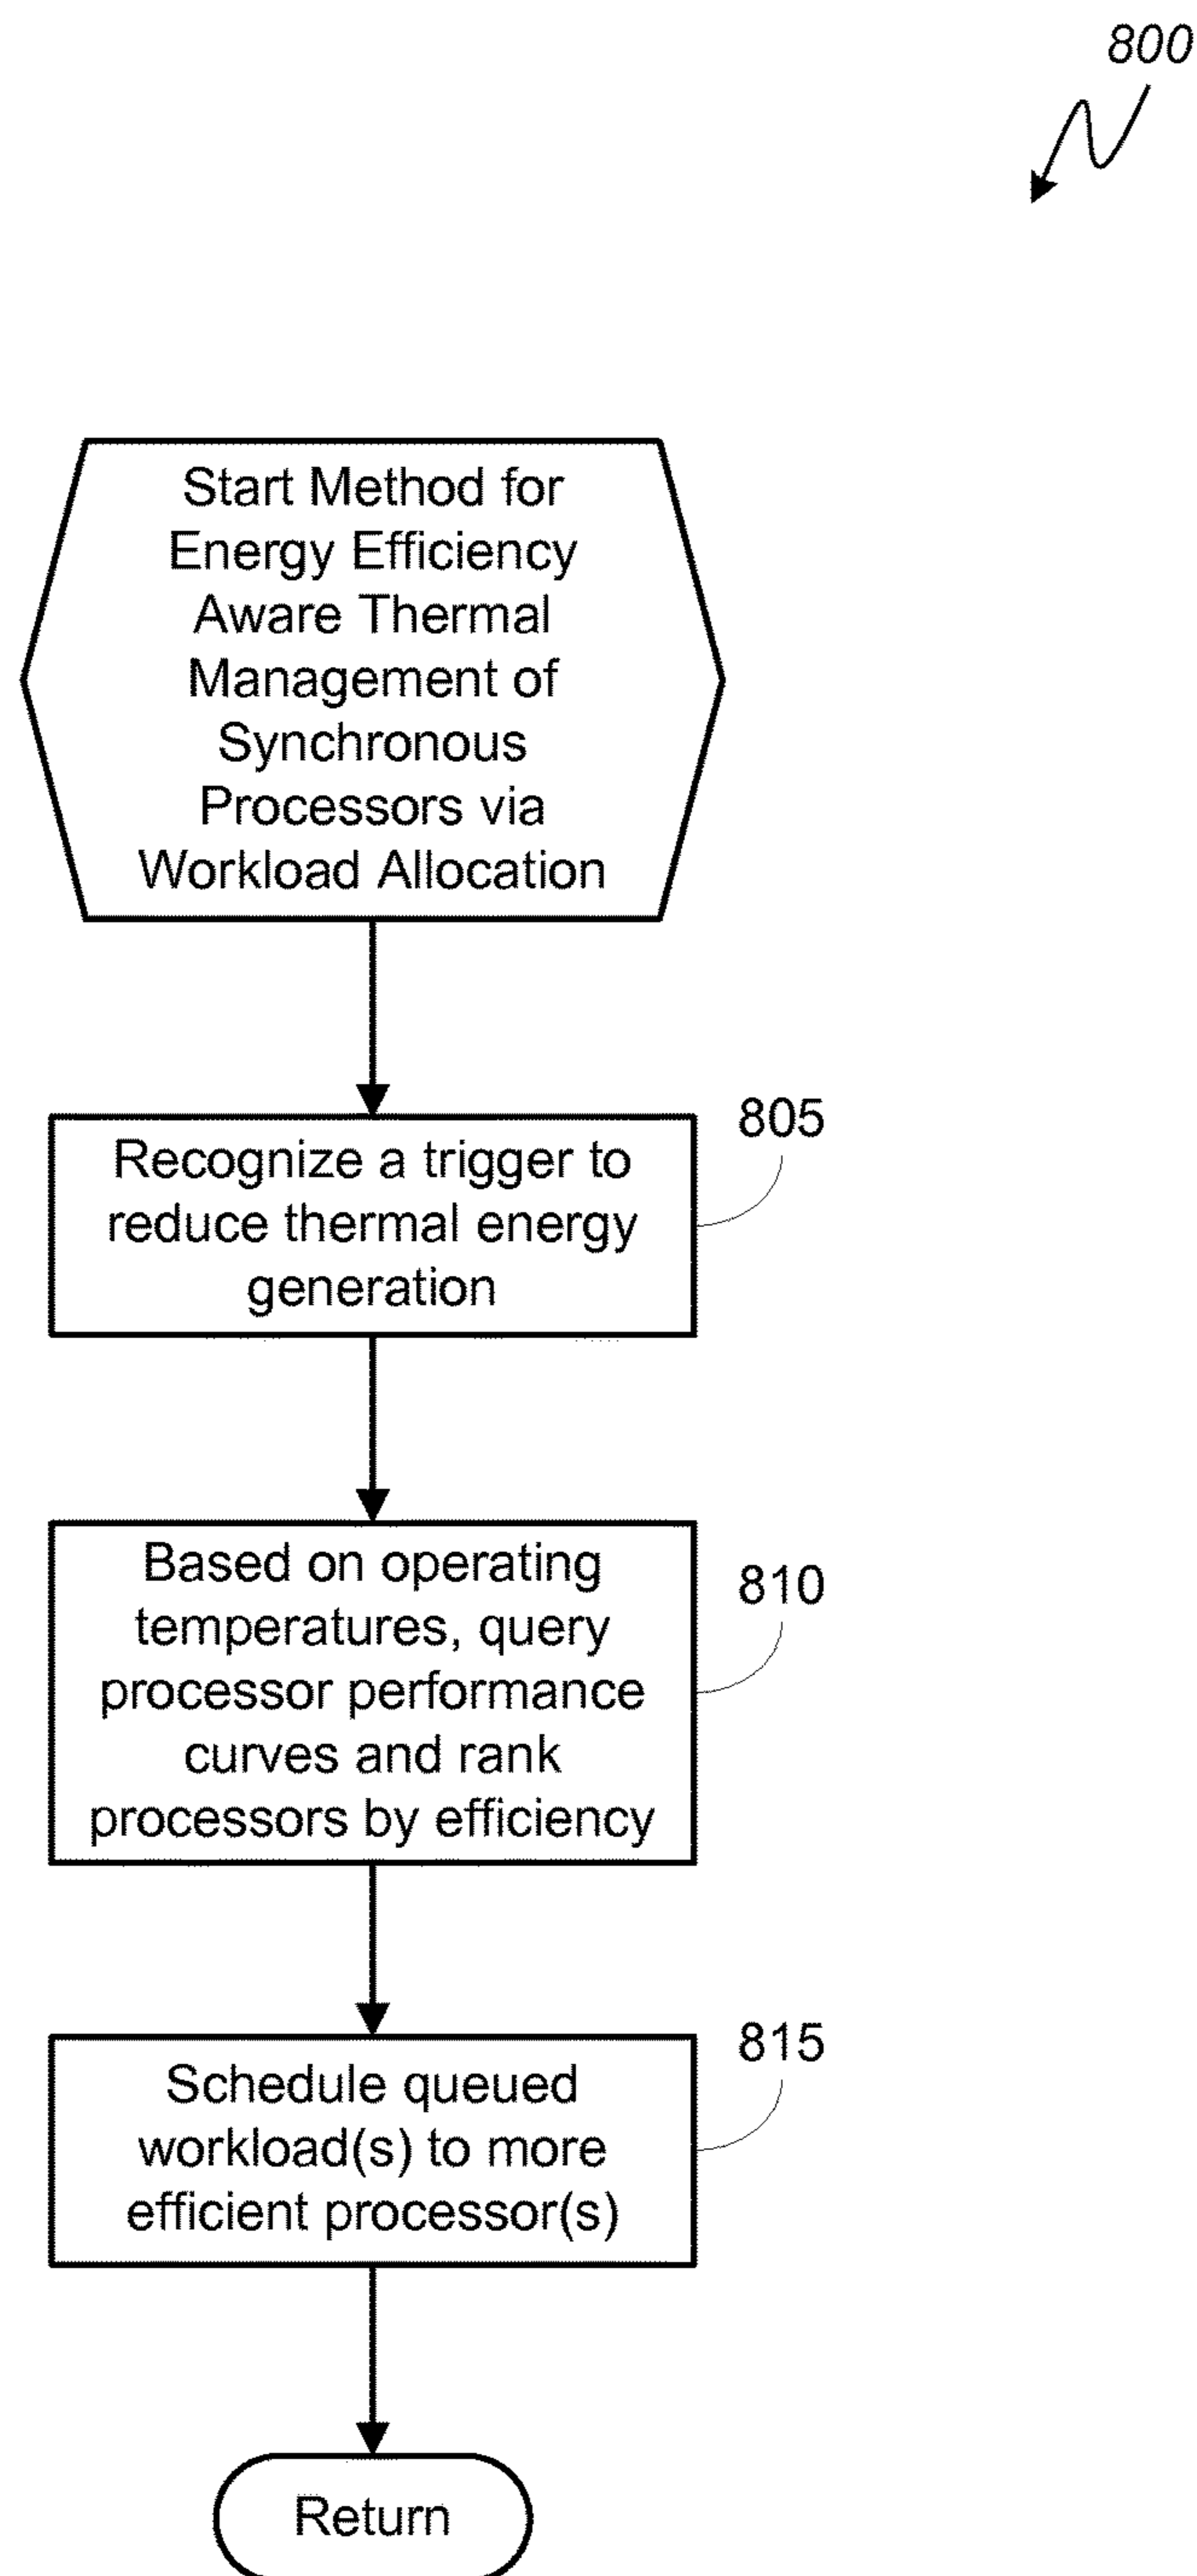 800
Start Method for
Energy Efficiency
Aware Thermal
Management of
Synchronous
Processors via
Workload Allocation
805
Recognize a trigger to
reduce thermal energy
generation
810
Based on operating
temperatures, query
processor performance
curves and rank
processors by efficiency
815
Schedule queued
workload(s) to more
efficient processor(s)
Return